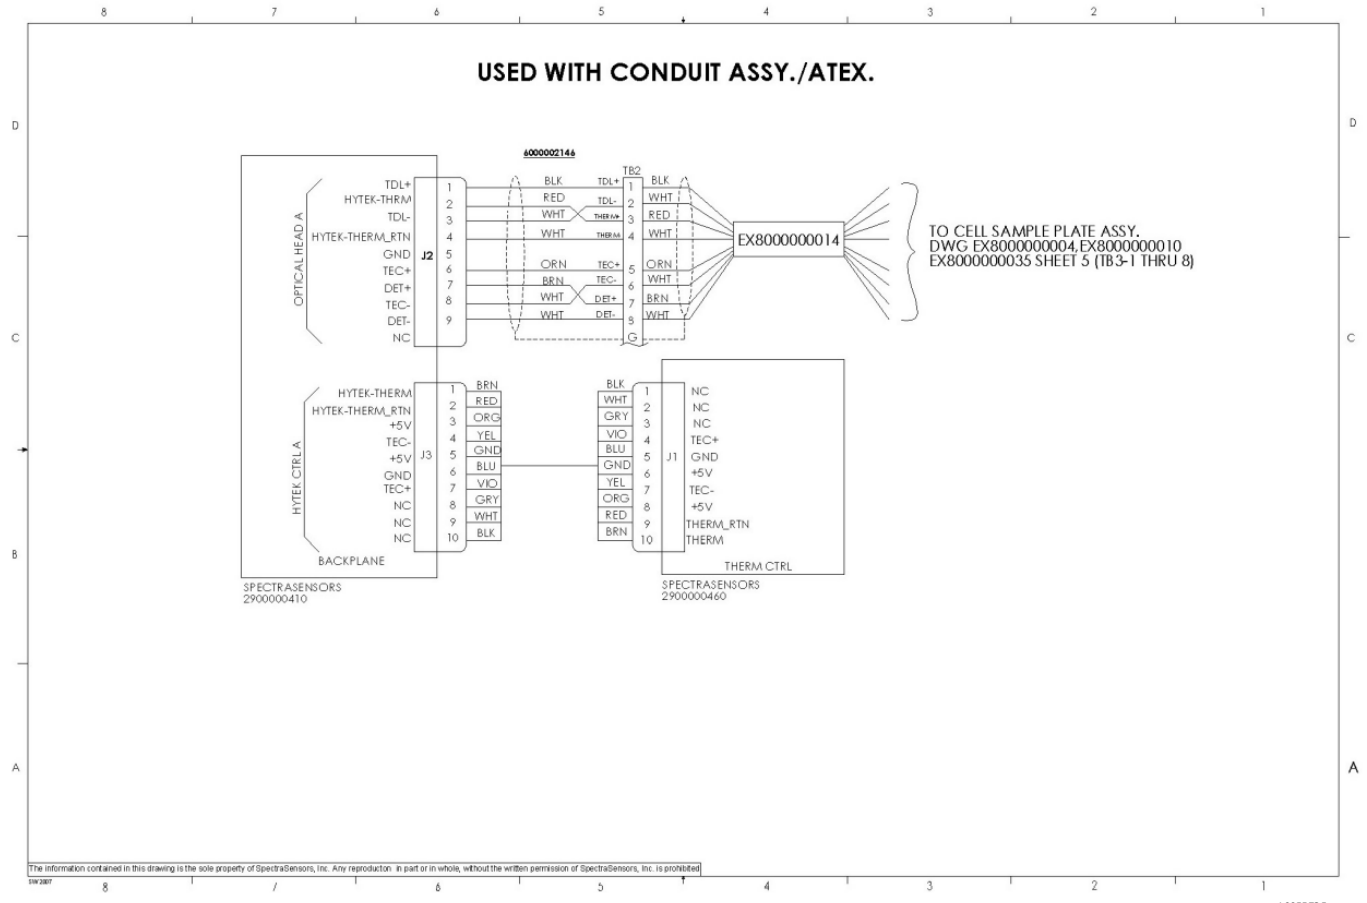 8 7 6 5 4 3 2 1
USED WITH CONDUIT ASSY./ATEX.
D D
6000002146
TB2
TDL+ 1 BLK TDL+ 1 BLK
HYTEK-THRM 2 RED TDL- 2 WHT
TDL- 3 WHT THERM+ 3 RED
HYTEK-THERM_RTN 4 WHT THERM- 4 WHT
GND 5
TEC+ 6 ORN TEC+ 5 ORN
DET+ 7 BRN TEC- 6 WHT
TEC- 8 WHT DET+ 7 BRN
DET- 9 WHT DET- 8 WHT
NC G
OPTICAL HEAD A
J2
EX8000000014
TO CELL SAMPLE PLATE ASSY.
DWG EX8000000004,EX8000000010
EX8000000035 SHEET 5 (TB3-1 THRU 8)
C C
HYTEK-THERM 1 BRN BLK 1 NC
HYTEK-THERM_RTN 2 RED WHT 2 NC
+5V 3 ORG GRY 3 NC
TEC- 4 YEL VIO 4 TEC+
+5V 5 GND BLU 5 GND
GND 6 BLU GND 6 +5V
TEC+ 7 VIO YEL 7 TEC-
NC 8 GRY ORG 8 +5V
NC 9 WHT RED 9 THERM_RTN
NC 10 BLK BRN 10 THERM
HYTEK CTRL A
J3 J1
B B
BACKPLANE
THERM CTRL
SPECTRASENSORS
2900000410
SPECTRASENSORS
2900000460
A A
The information contained in this drawing is the sole property of SpectraSensors, Inc. Any reproducton in part or in whole, without the written permission of SpectraSensors, Inc. is prohibited
SW2007
8 7 6 5 4 3 2 1